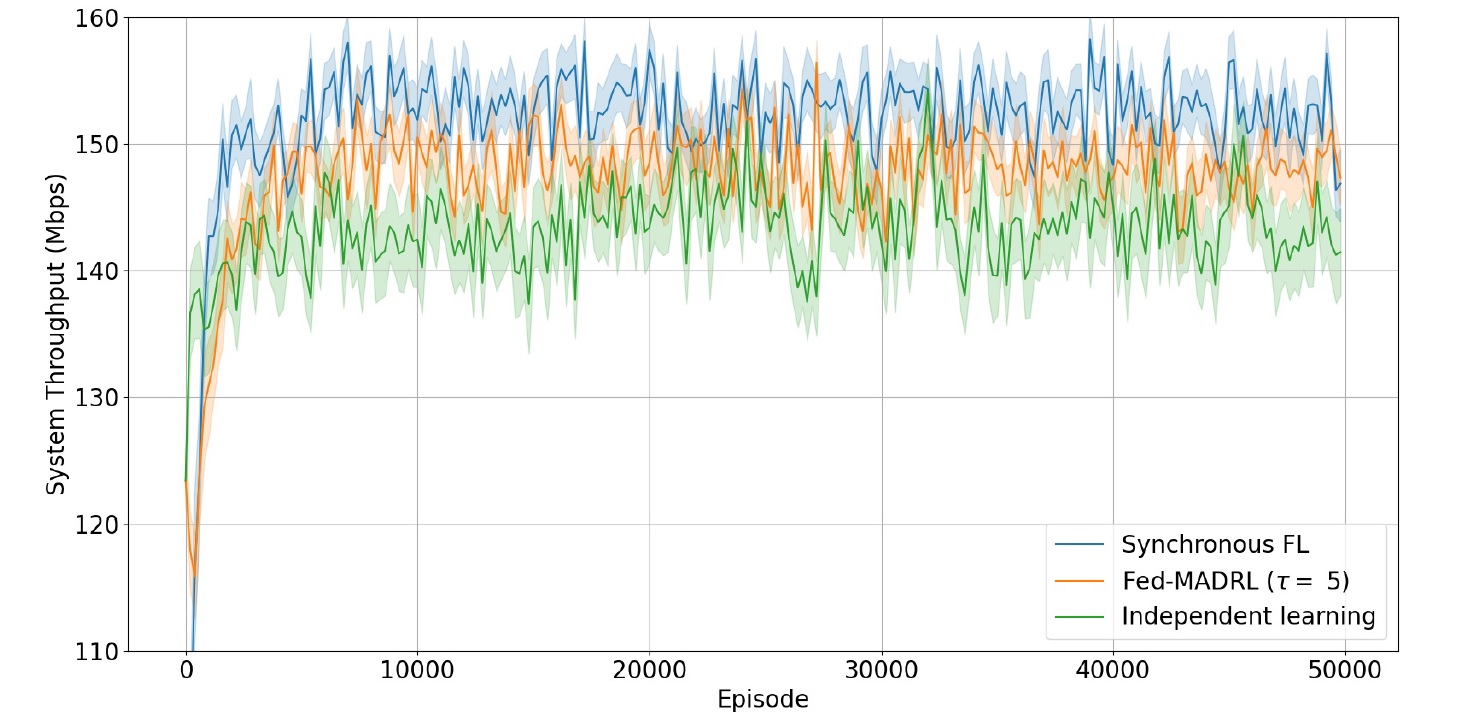 160
150
140
130
120
110
System Throughput (Mbps)
Synchronous FL
Fed-MADRL (τ = 5)
Independent learning
0 10000 20000 30000 40000 50000
Episode